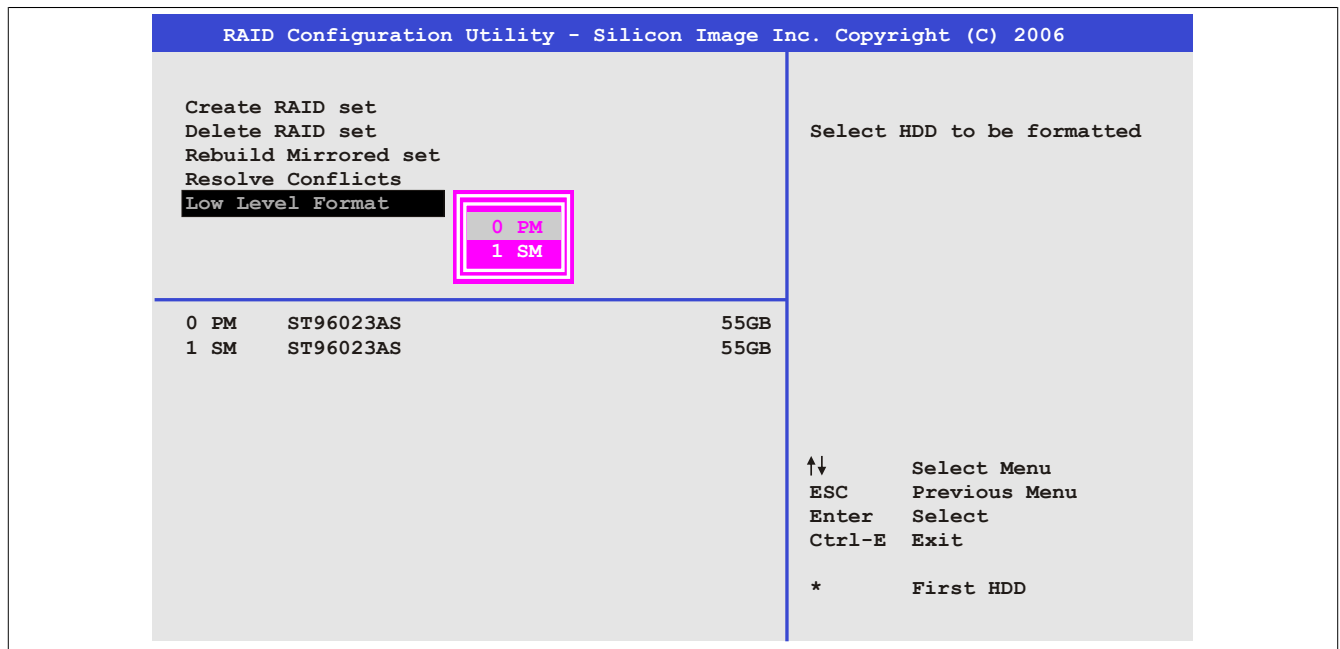 RAID Configuration Utility - Silicon Image Inc. Copyright (C) 2006
Create RAID set
Delete RAID set
Rebuild Mirrored set
Resolve Conflicts
Low Level Format
0 PM
1 SM
0 PM ST96023AS 55GB
1 SM ST96023AS 55GB
Select HDD to be formatted
↑↓ Select Menu
ESC Previous Menu
Enter Select
Ctrl-E Exit
* First HDD